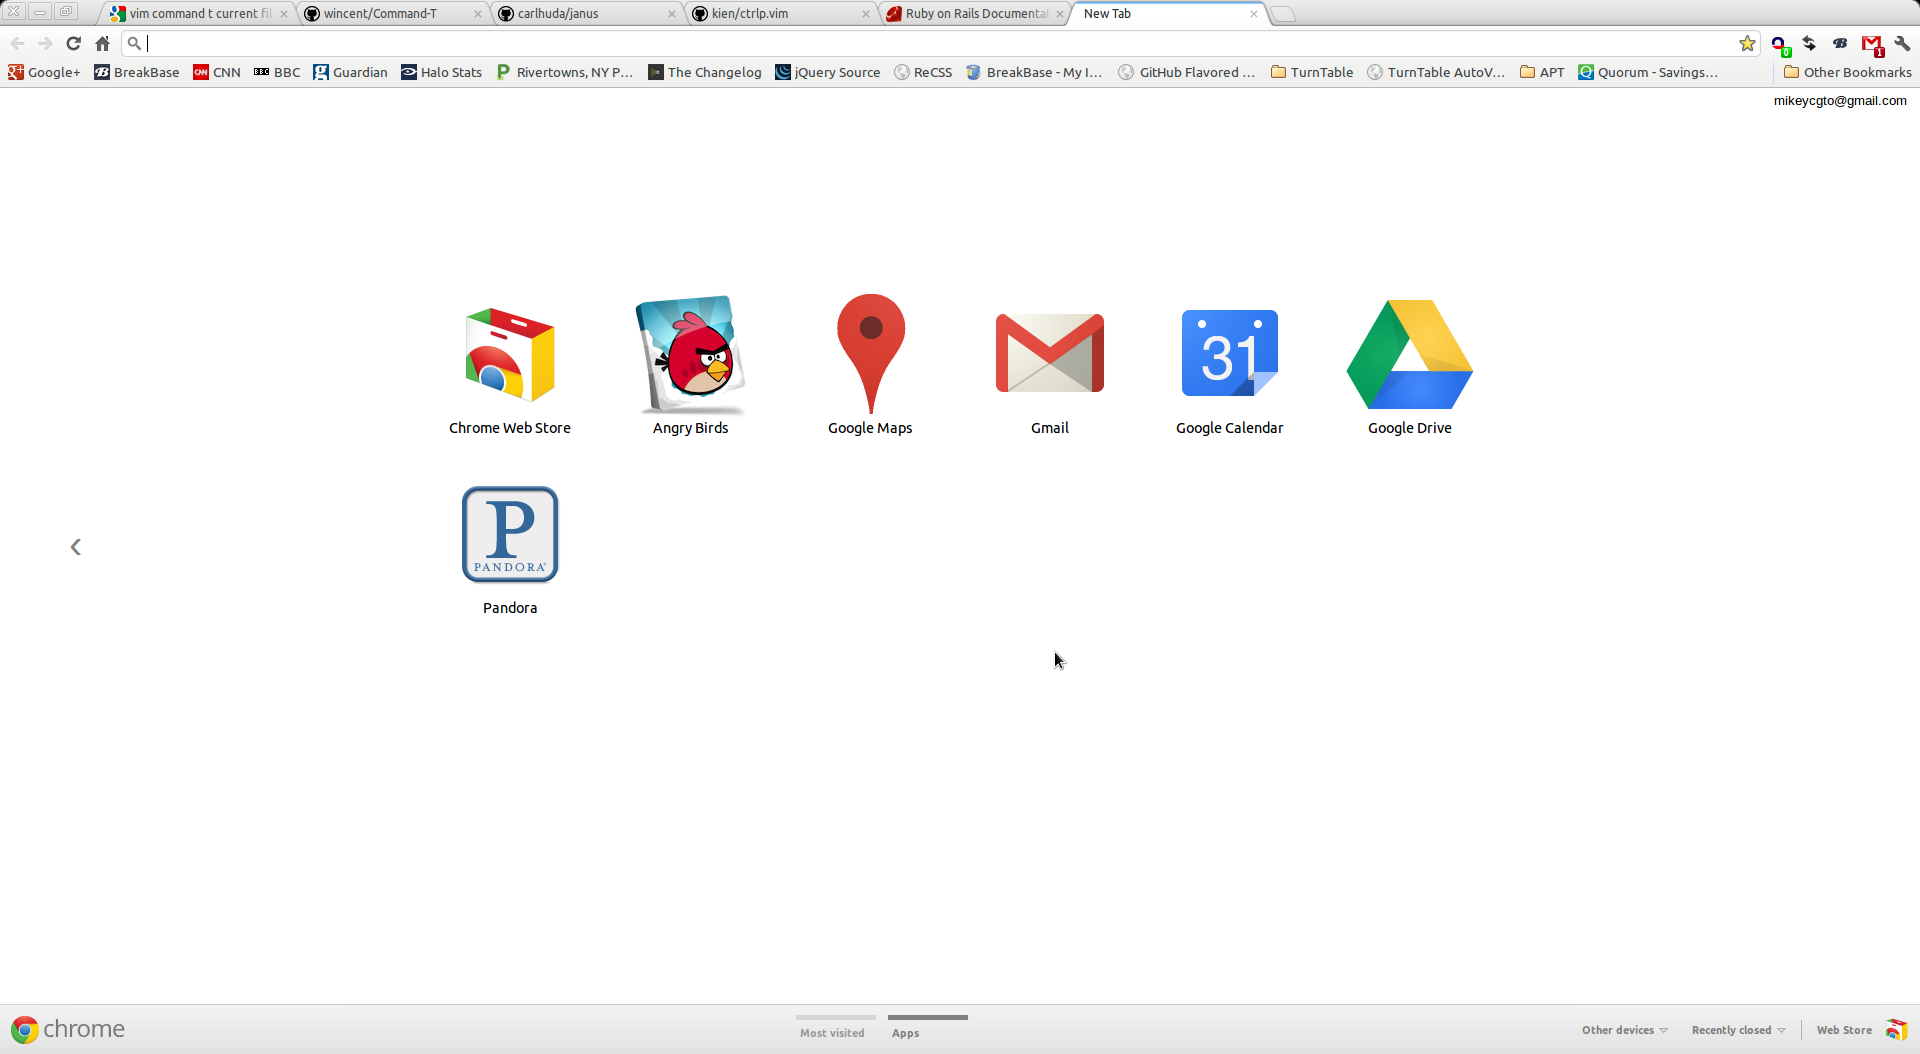 vim command t current fi
wincent/Command-T
carlhuda/janus
kien/ctrlp.vim
Ruby on Rails Documenta
New Tab
0
B
1
Google+
BreakBase
CNN
BBC
Guardian
Halo Stats
Rivertowns, NY P...
The Changelog
jQuery Source
ReCSS
BreakBase - My I...
GitHub Flavored ...
TurnTable
TurnTable AutoV...
APT
Quorum - Savings...
Other Bookmarks
mikeycgto@gmail.com
31
Chrome Web Store
Angry Birds
Google Maps
Gmail
Google Calendar
Google Drive
P
PANDORA
Pandora
chrome
Most visited
Apps
Other devices
Recently closed
Web Store